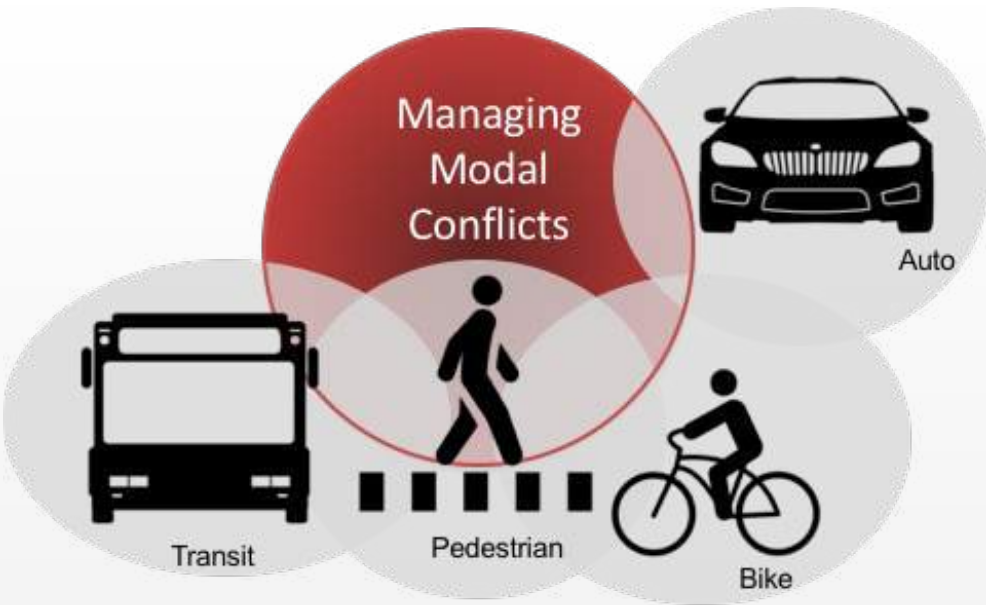 Managing
Modal
Conflicts
Auto
Transit
Pedestrian
Bike